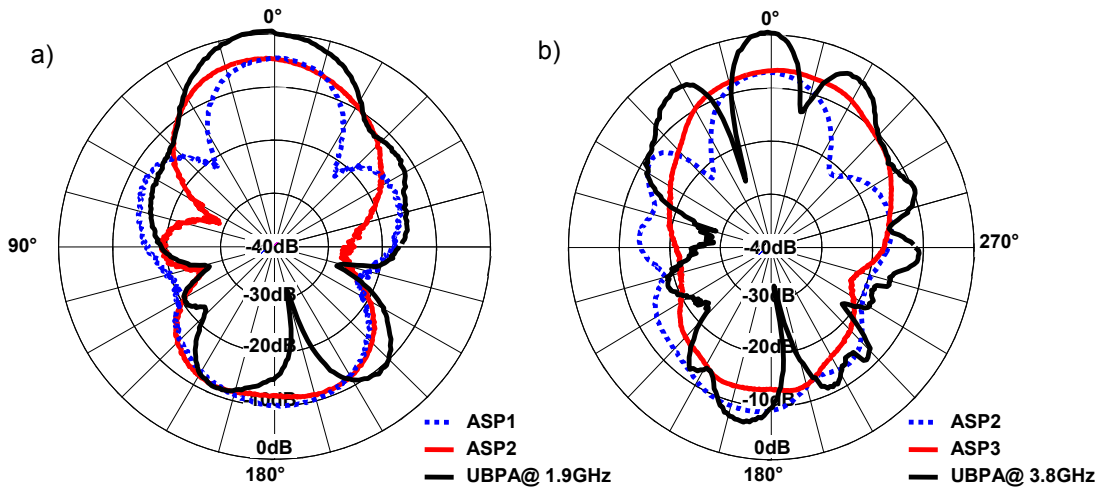 a)
0°
90°
-40dB
-30dB
-20dB
-10dB
0dB
180°
ASP1
ASP2
UBPA@ 1.9GHz
b)
0°
270°
-40dB
-30dB
-20dB
-10dB
0dB
180°
ASP2
ASP3
UBPA@ 3.8GHz